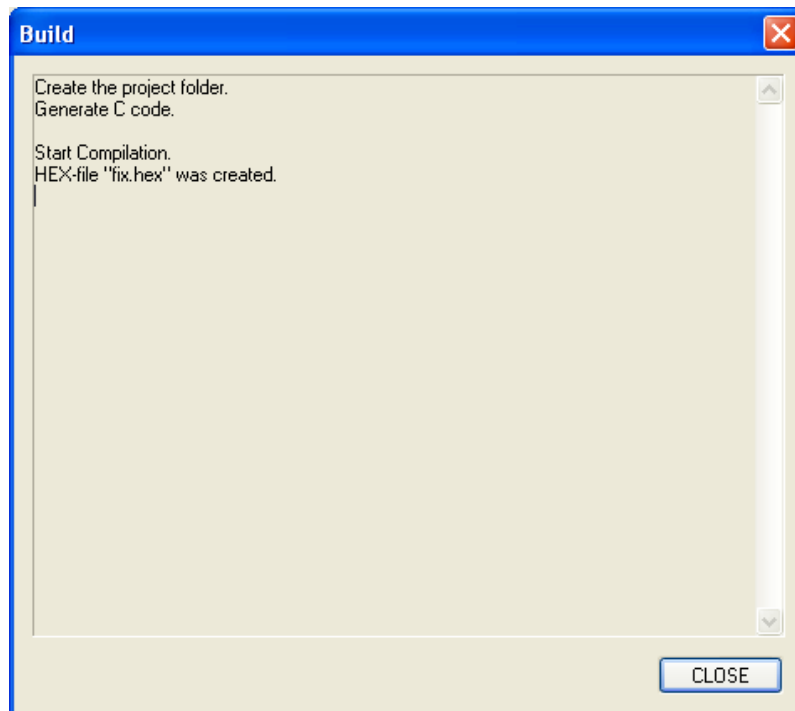 Build
Create the project folder.
Generate C code.
Start Compilation.
HEX-file "fix.hex" was created.
CLOSE